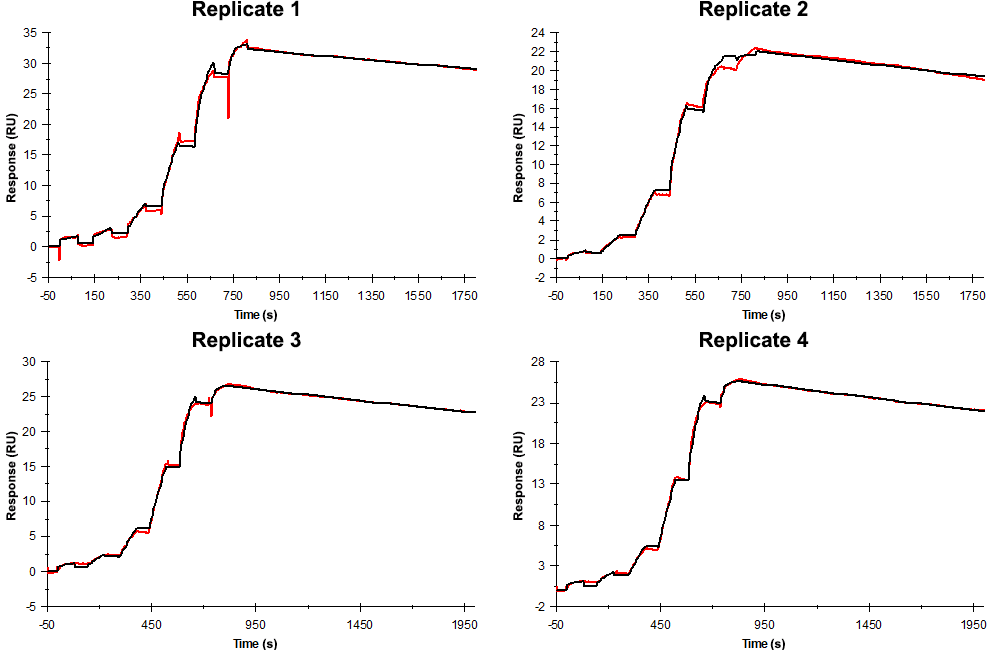 Replicate 1
Replicate 2
35
30
25
20
15
10
5
0
-5
Response (RU)
-50 150 350 550 750 950 1150 1350 1550 1750
Time (s)
24
22
20
18
16
14
12
10
8
6
4
2
0
-2
Response (RU)
-50 150 350 550 750 950 1150 1350 1550 1750
Time (s)
Replicate 3
Replicate 4
30
25
20
15
10
5
0
-5
Response (RU)
-50 450 950 1450 1950
Time (s)
28
23
18
13
8
3
-2
Response (RU)
-50 450 950 1450 1950
Time (s)